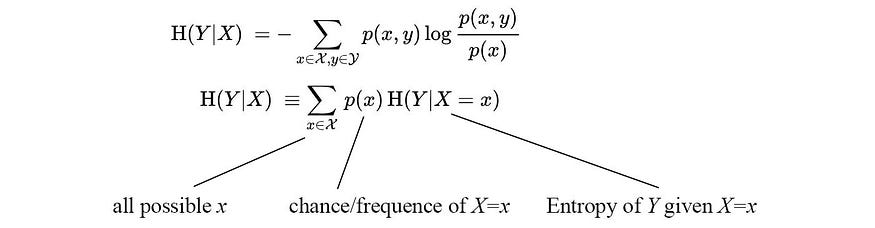 H(Y|X) = − ∑ x∈𝒳,y∈𝒴 p(x, y) log p(x, y) / p(x)
H(Y|X) ≡ ∑ x∈𝒳 p(x) H(Y|X = x)
all possible x chance/frequence of X=x Entropy of Y given X=x